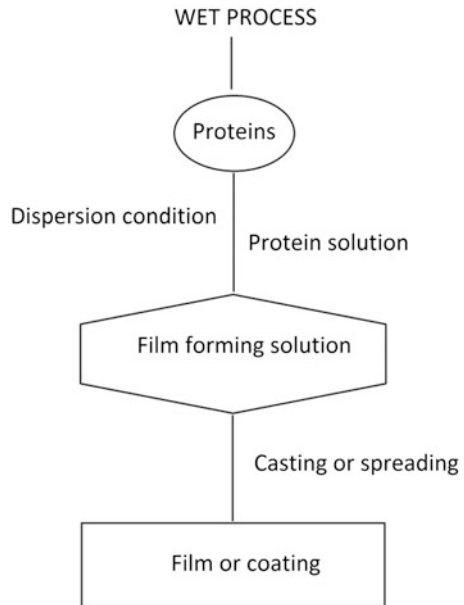 WET PROCESS
Proteins
Dispersion condition
Protein solution
Film forming solution
Casting or spreading
Film or coating